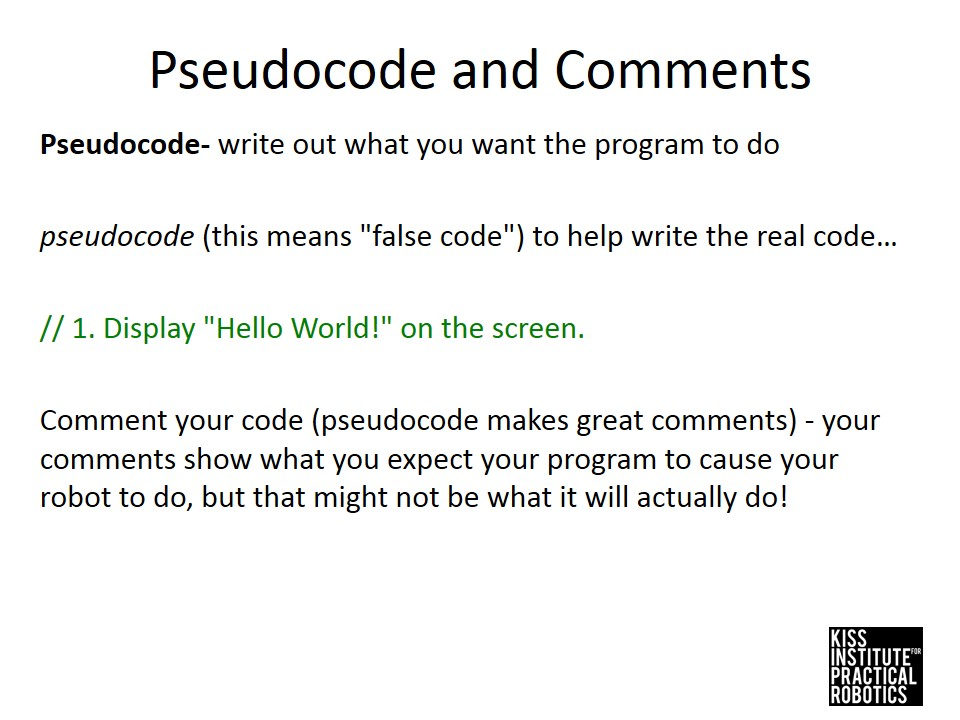 Pseudocode and Comments
Pseudocode- write out what you want the program to do
pseudocode (this means "false code") to help write the real code…
// 1. Display "Hello World!" on the screen.
Comment your code (pseudocode makes great comments) - your
comments show what you expect your program to cause your
robot to do, but that might not be what it will actually do!
KISS
INSTITUTE FOR
PRACTICAL
ROBOTICS